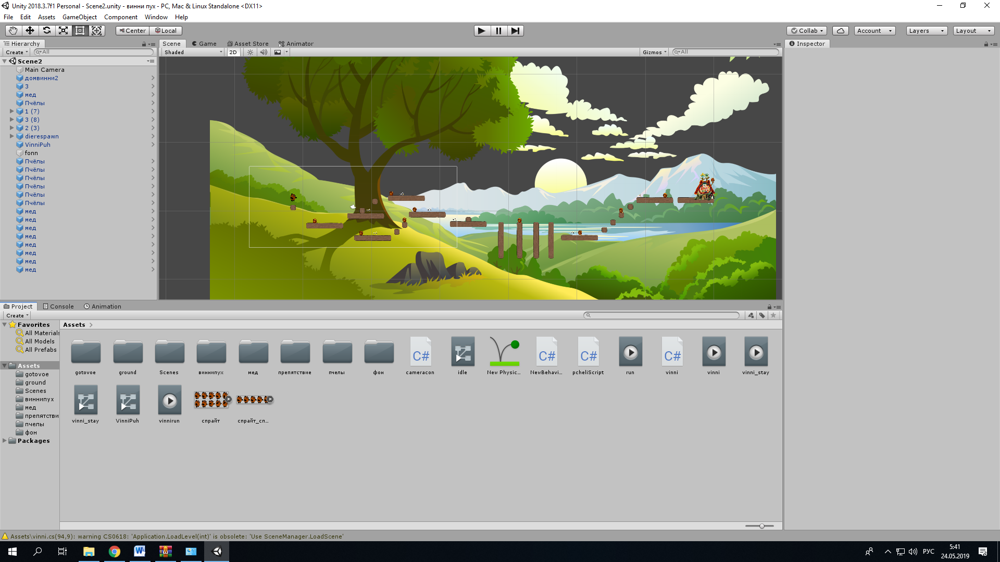 Unity 2018.3.7f1 Personal - Scene2.unity - винни пух - PC, Mac & Linux Standalone <DX11>
File Edit Assets GameObject Component Window Help
Center Local
Collab Account Layers Layout
Hierarchy
Create All
Scene2
Main Camera
домвинни2
3
мед
Пчёлы
1 (7)
3 (8)
2 (3)
dierespawn
VinniPuh
fonn
Пчёлы
Пчёлы
Пчёлы
Пчёлы
Пчёлы
Пчёлы
мед
мед
мед
мед
мед
мед
мед
мед
Scene Game Asset Store Animator
Shaded 2D Gizmos All
Inspector
Project Console Animation
Create
Favorites
All Materials
All Models
All Prefabs
Assets
gotovoe
ground
Scenes
виннипух
мед
препятстви
пчелы
фон
Packages
Assets
gotovoe ground Scenes виннипух мед препятствие пчелы фон cameracon idle New Physic... NewBehavi... pcheliScript run vinni vinni vinni_stay
C# C# C# C#
vinni_stay VinniPuh vinnirun спрайт спрайт_сп...
Assets\vinni.cs(94,9): warning CS0618: 'Application.LoadLevel(int)' is obsolete: 'Use SceneManager.LoadScene'
РУС
5:41
24.05.2019